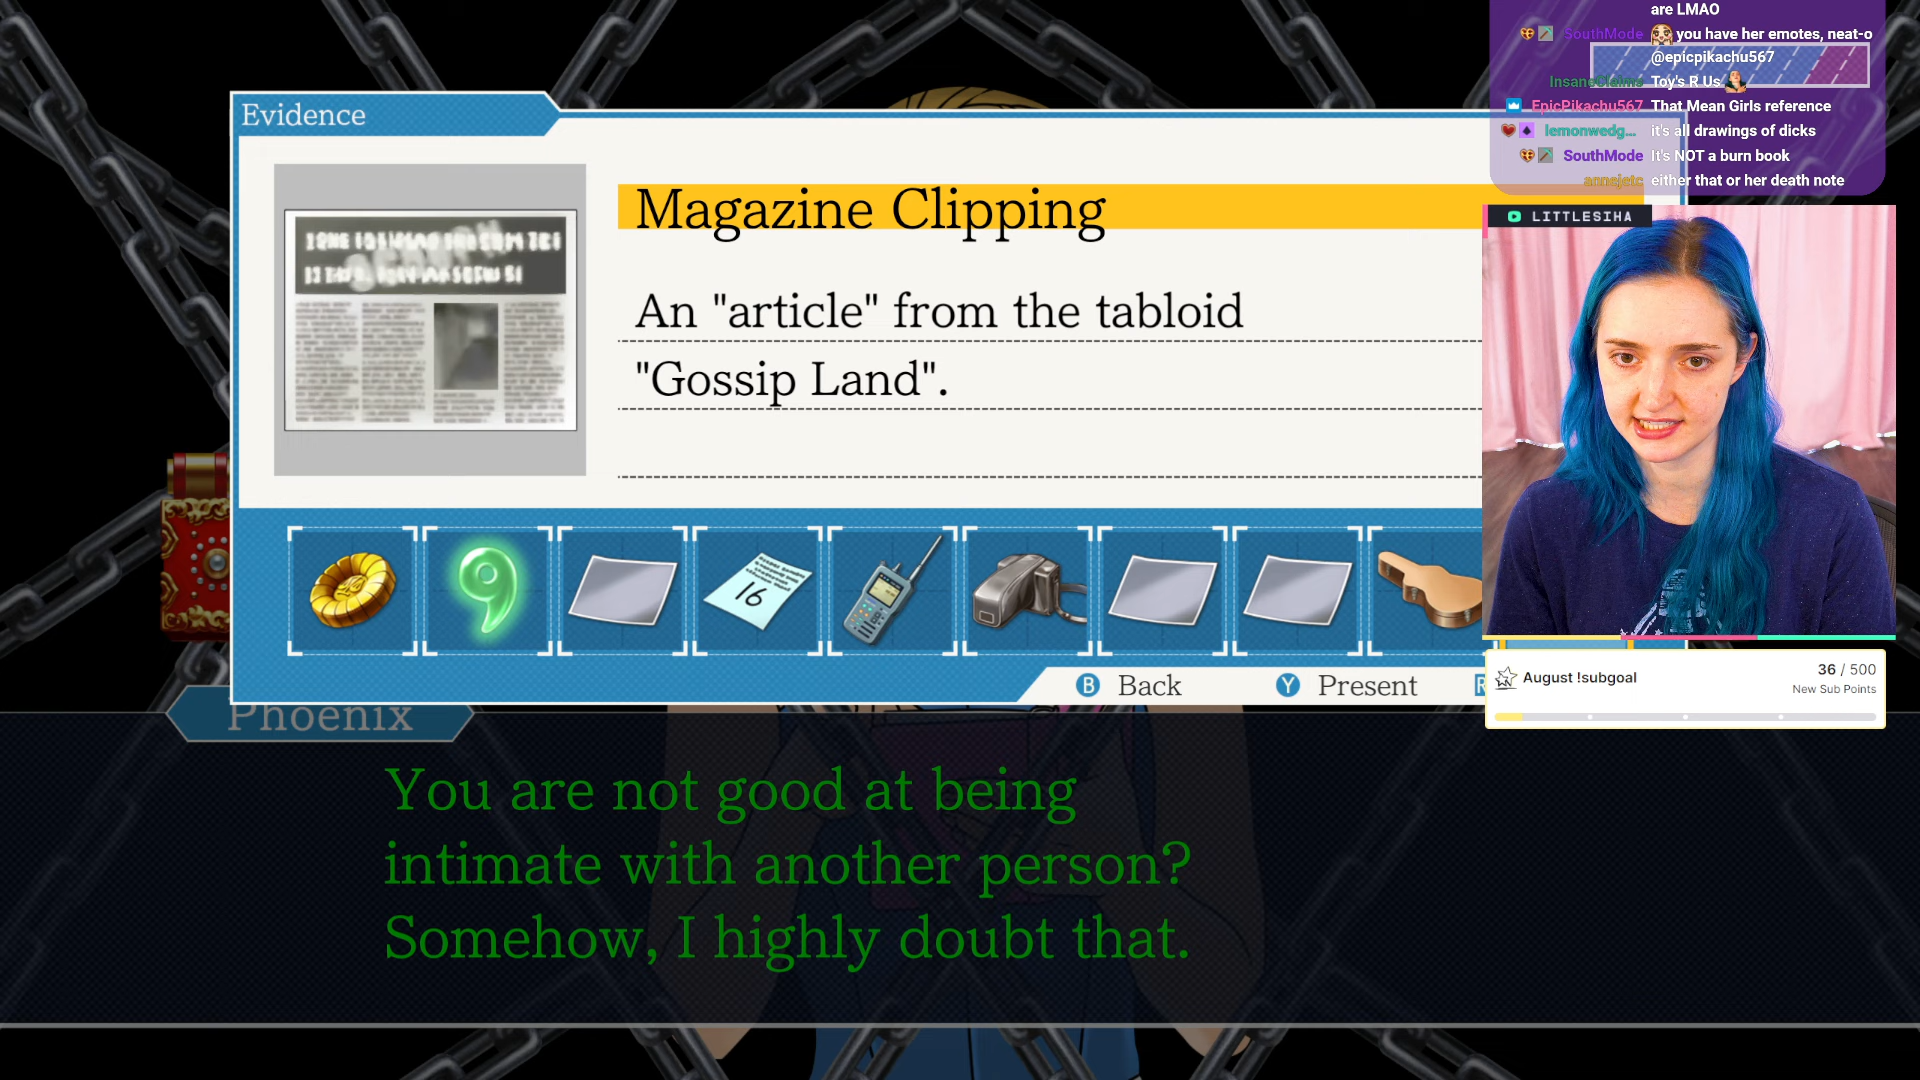 Evidence
Magazine Clipping
An "article" from the tabloid
"Gossip Land".
16
B Back
Y Present
R
Phoenix
You are not good at being
intimate with another person?
Somehow, I highly doubt that.
are LMAO
SouthMode you have her emotes, neat-o
@epicpikachu567
InsaneClaims Toy's R Us
EpicPikachu567 That Mean Girls reference
lemonwedg... it's all drawings of dicks
SouthMode It's NOT a burn book
annejetc either that or her death note
LITTLESIHA
August !subgoal
36 / 500
New Sub Points